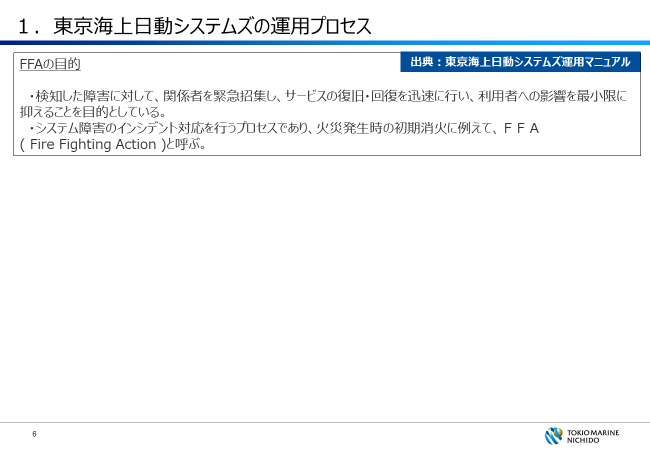 １．東京海上日動システムズの運用プロセス
FFAの目的
出典：東京海上日動システムズ運用マニュアル
・検知した障害に対して、関係者を緊急招集し、サービスの復旧・回復を迅速に行い、利用者への影響を最小限に
抑えることを目的としている。
・システム障害のインシデント対応を行うプロセスであり、火災発生時の初期消火に例えて、ＦＦＡ
( Fire Fighting Action )と呼ぶ。
6
TOKIO MARINE
NICHIDO